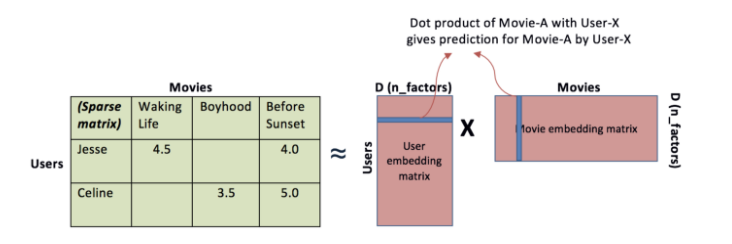 Dot product of Movie-A with User-X
gives prediction for Movie-A by User-X
Movies
D (n_factors)
Movies
(Sparse matrix)
Waking Life
Boyhood
Before Sunset
Jesse
4.5
4.0
Users
Celine
3.5
5.0
≈
Users
User
embedding
matrix
X
Movie embedding matrix
D (n_factors)